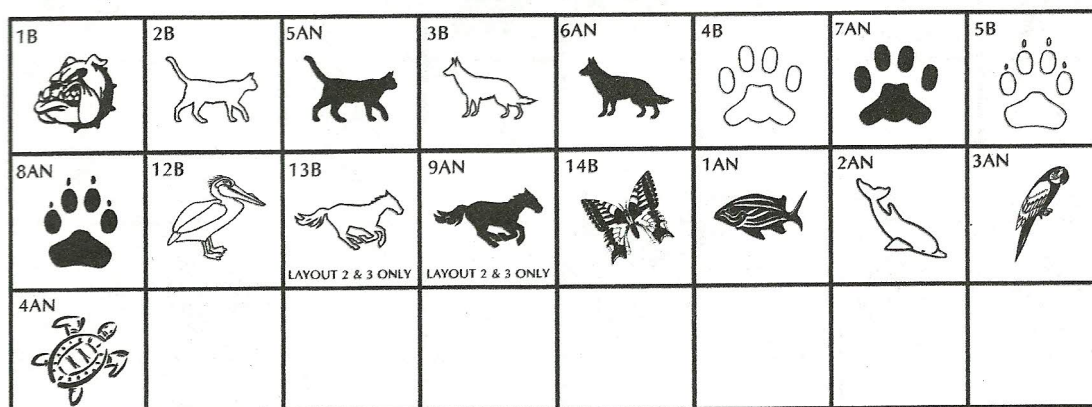 1B
2B
5AN
3B
6AN
4B
7AN
5B
8AN
12B
13B
LAYOUT 2 & 3 ONLY
9AN
LAYOUT 2 & 3 ONLY
14B
1AN
2AN
3AN
4AN